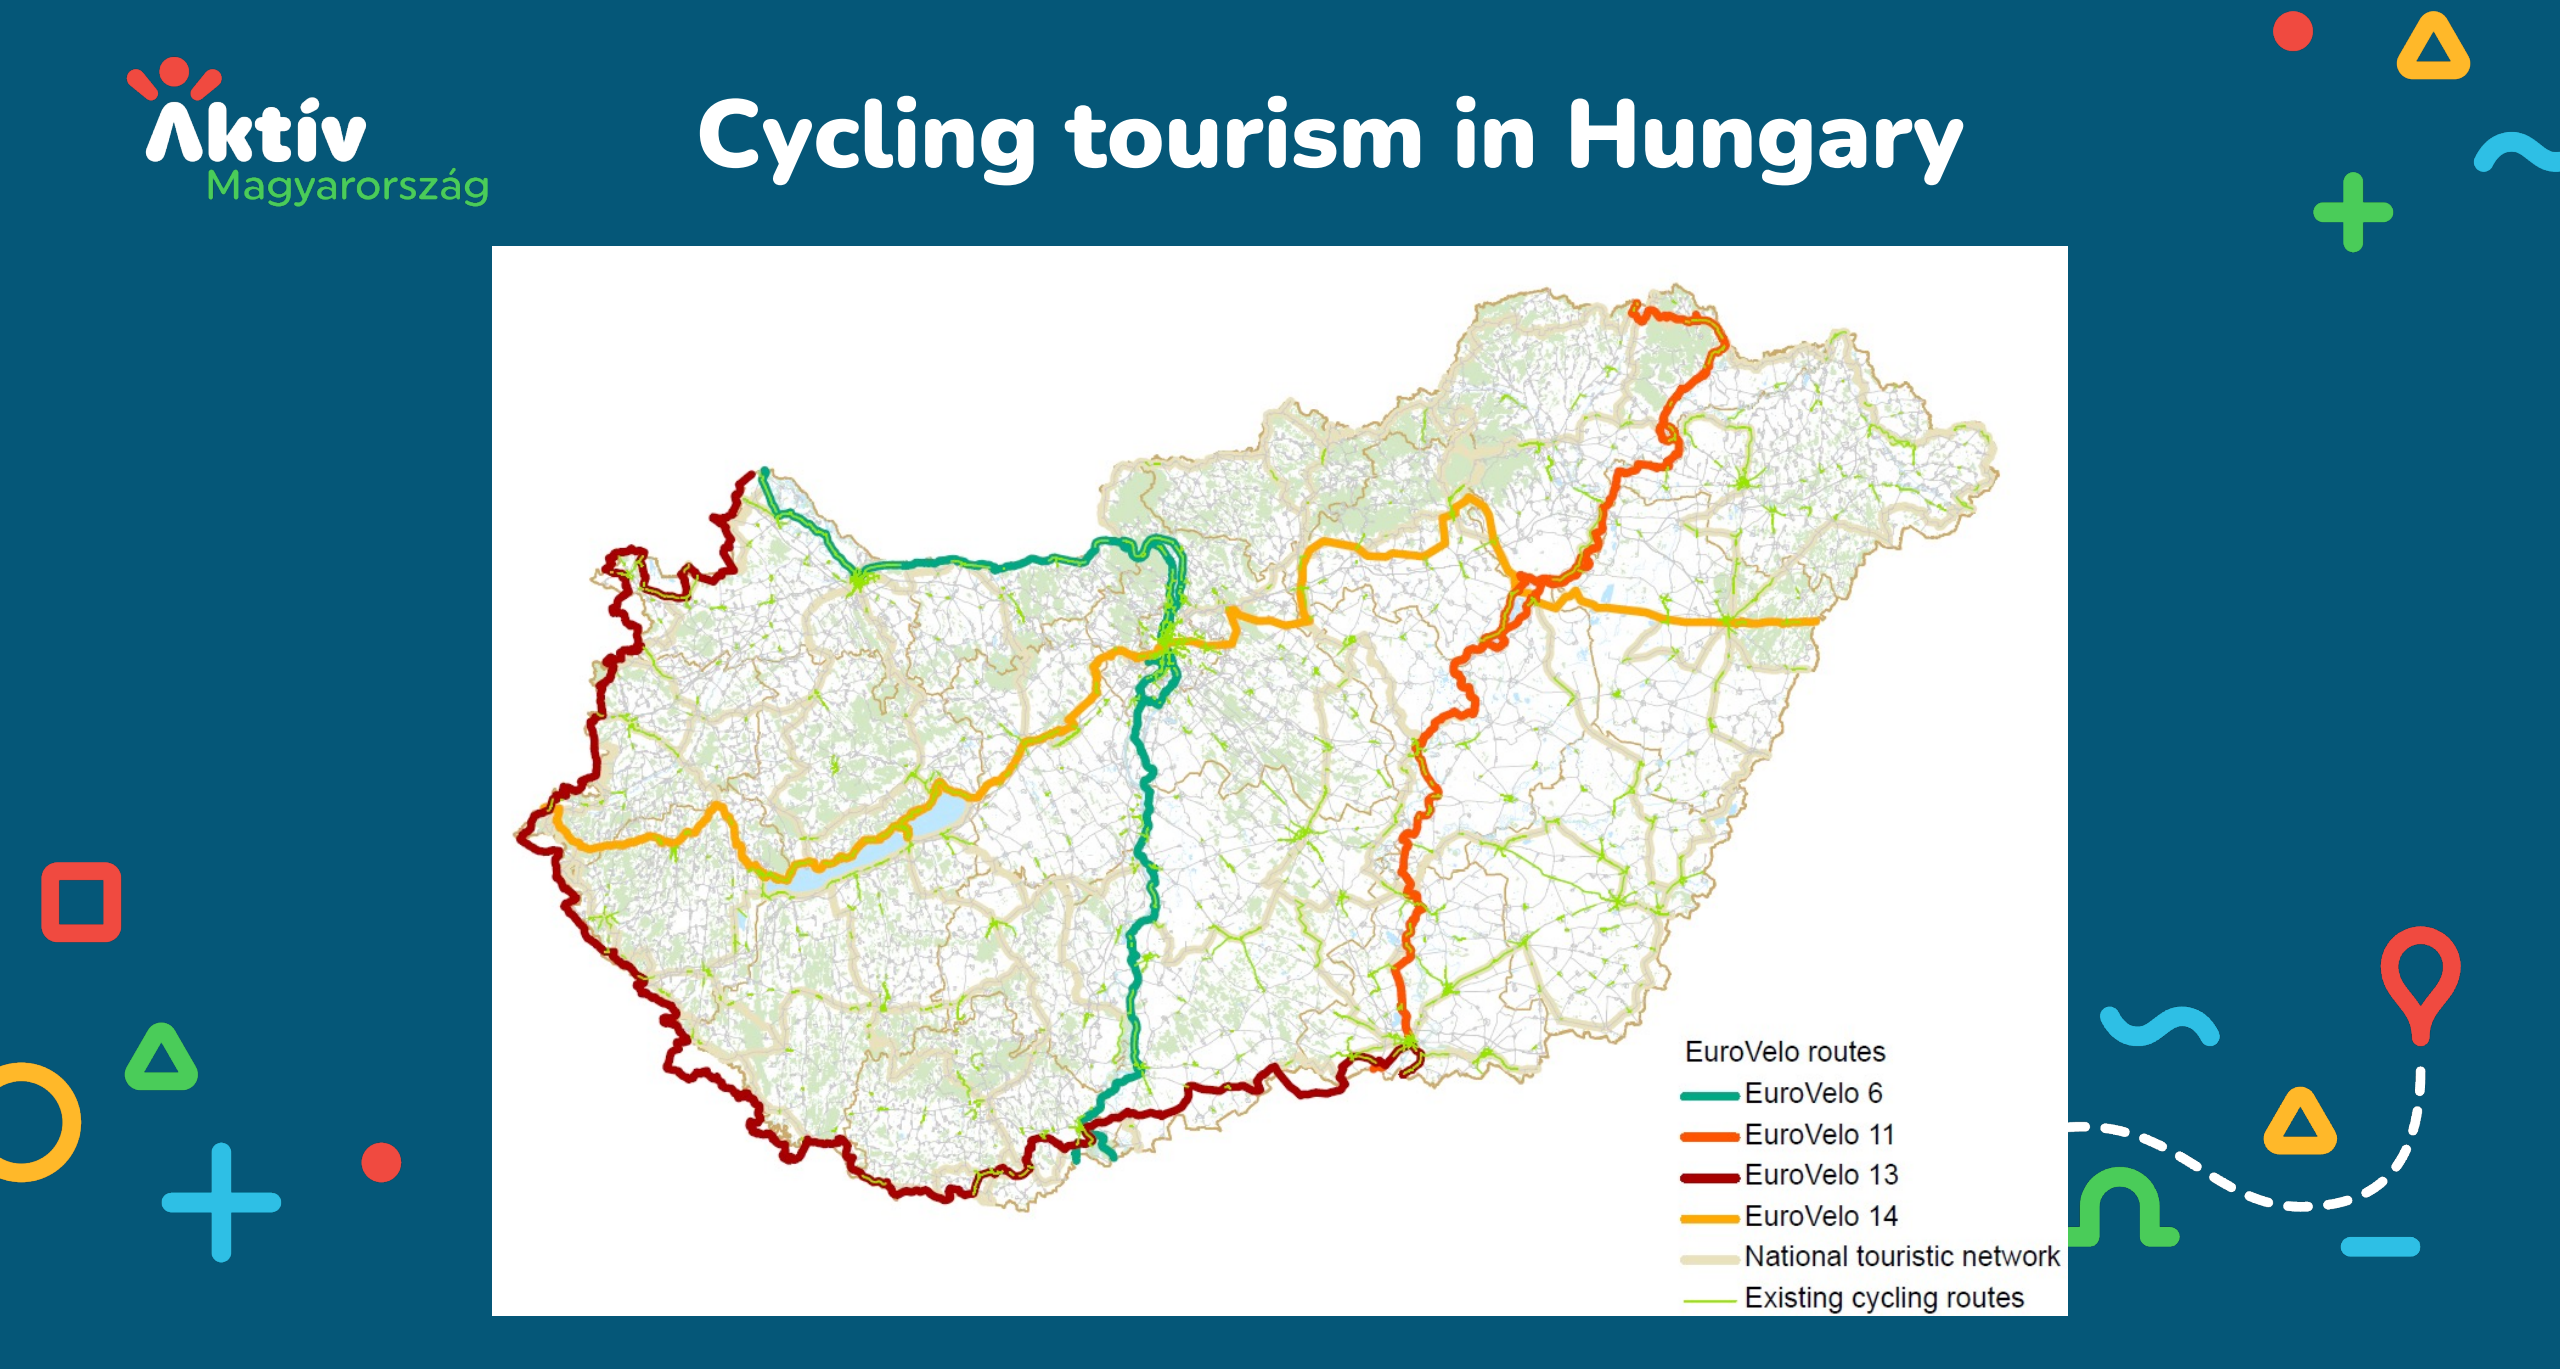 Aktív
Magyarország
Cycling tourism in Hungary
EuroVelo routes
EuroVelo 6
EuroVelo 11
EuroVelo 13
EuroVelo 14
National touristic network
Existing cycling routes